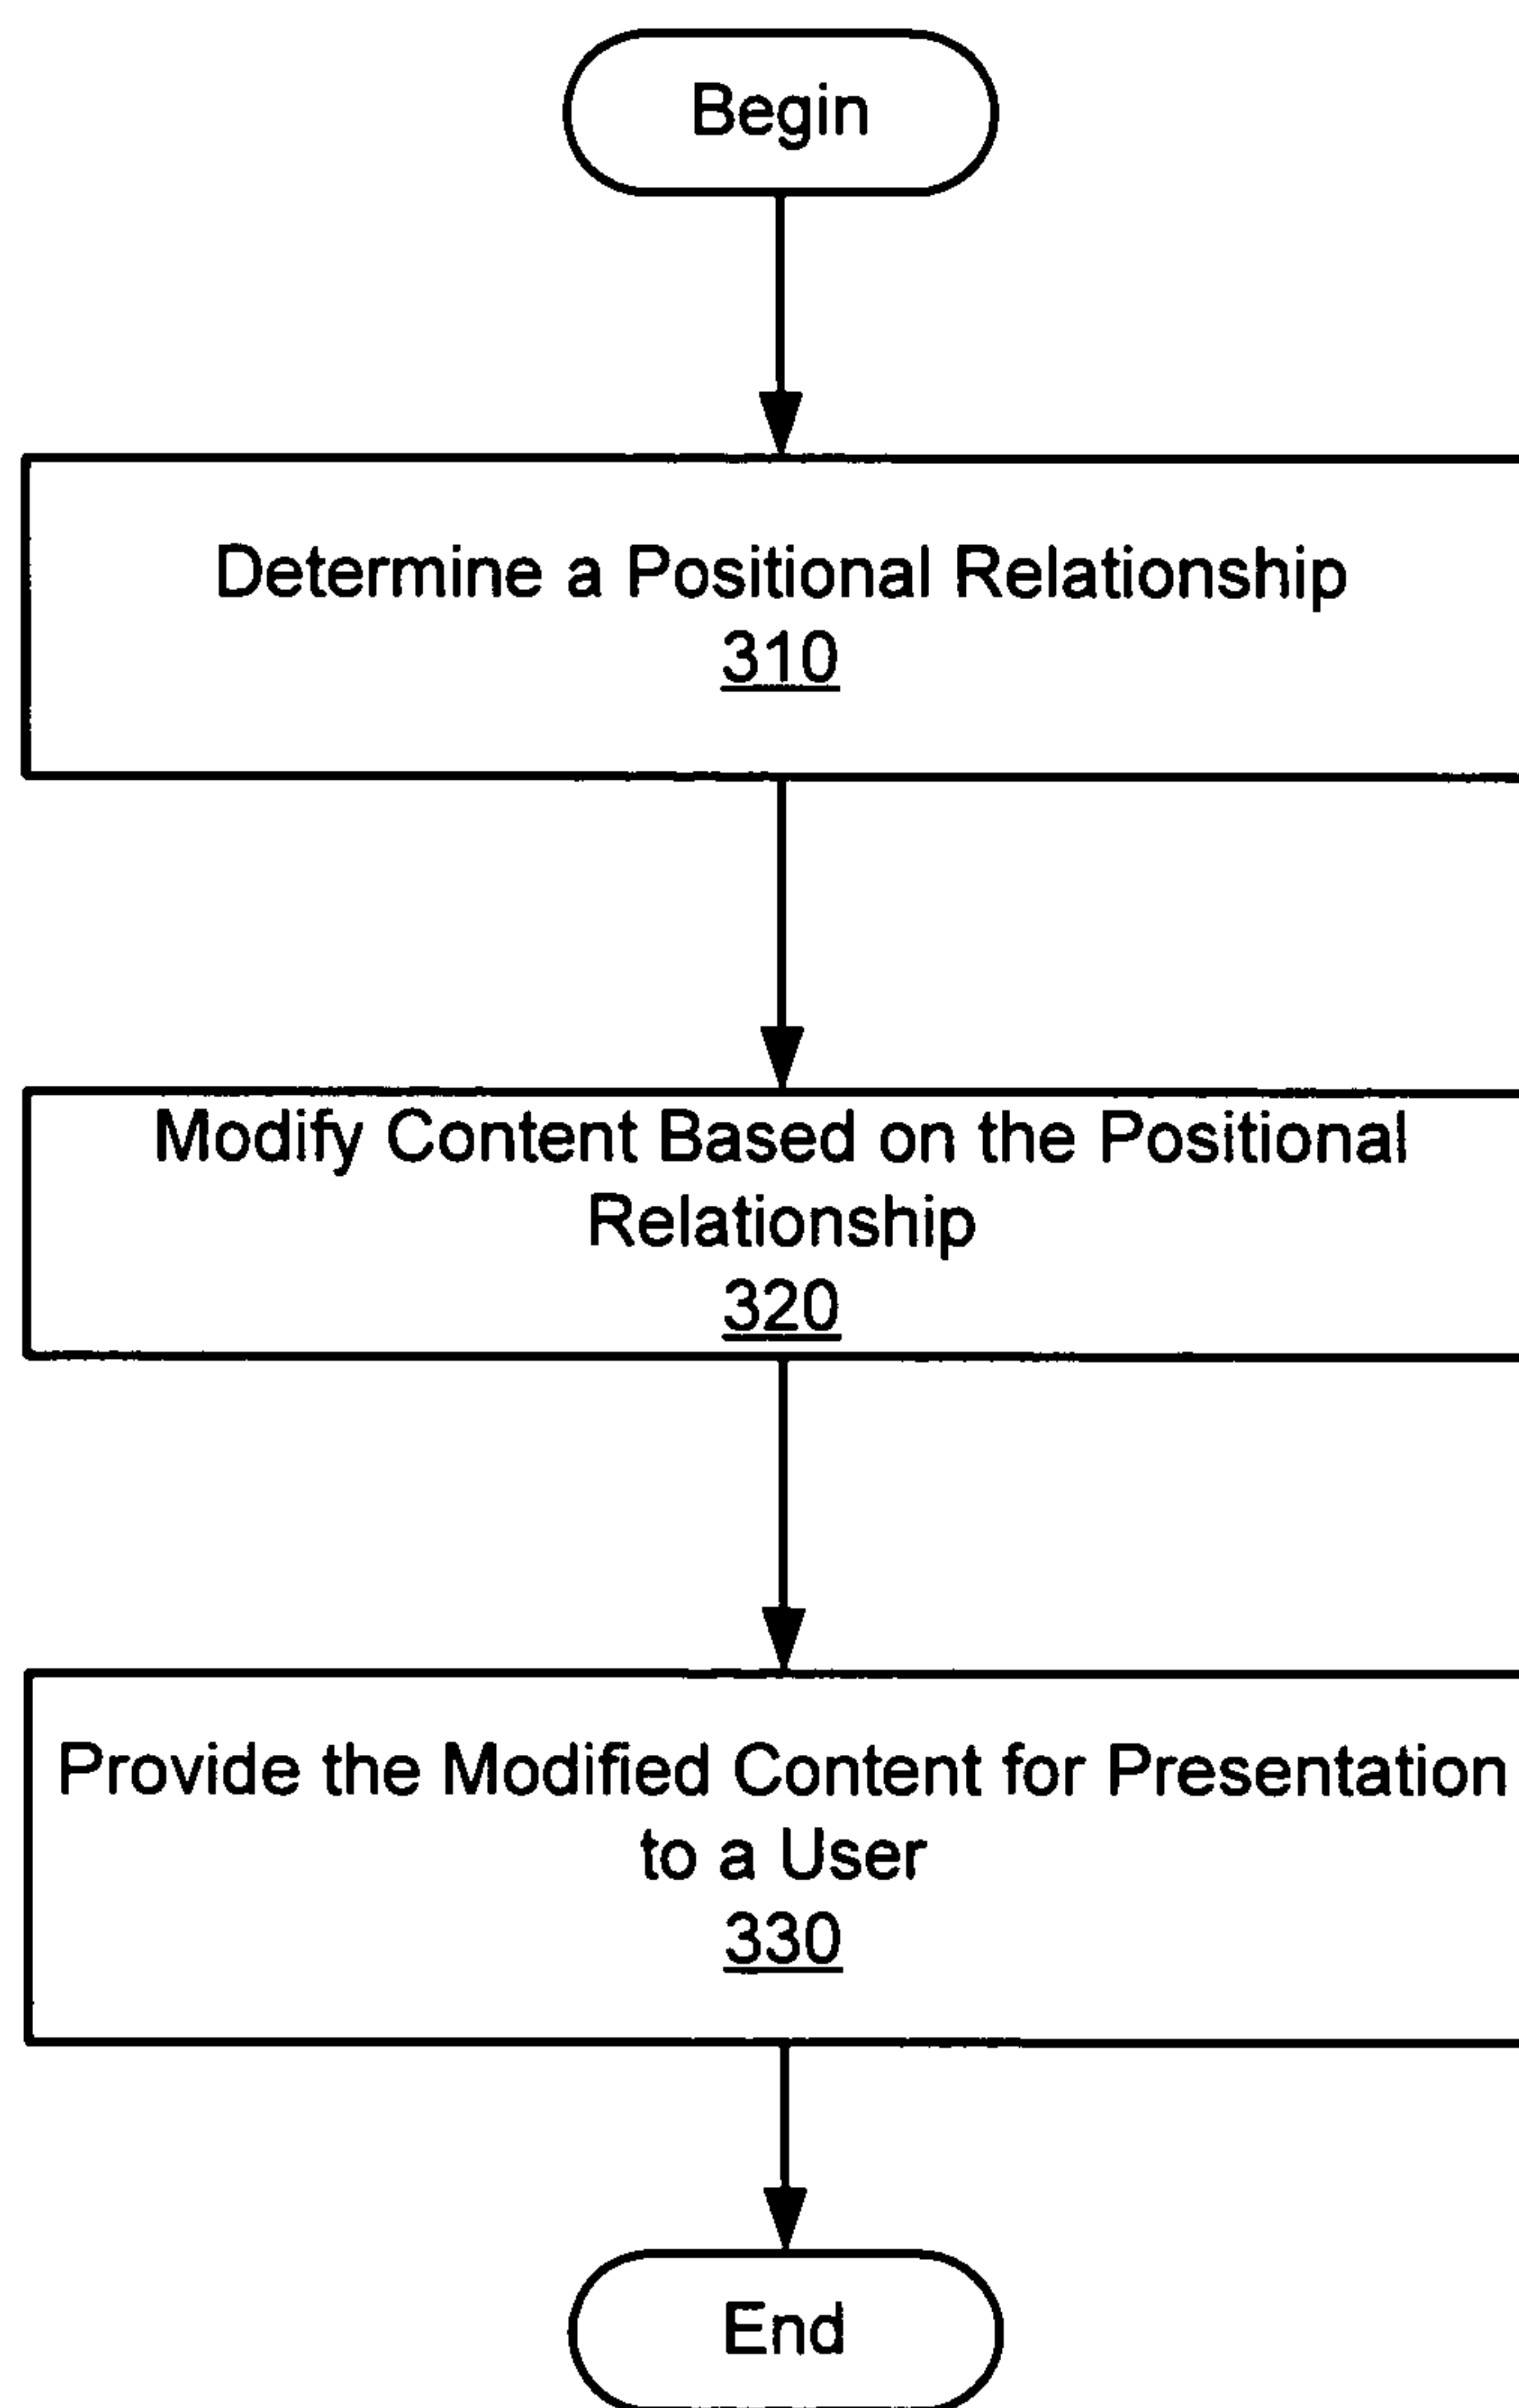 Begin
Determine a Positional Relationship
310
Modify Content Based on the Positional
Relationship
320
Provide the Modified Content for Presentation
to a User
330
End